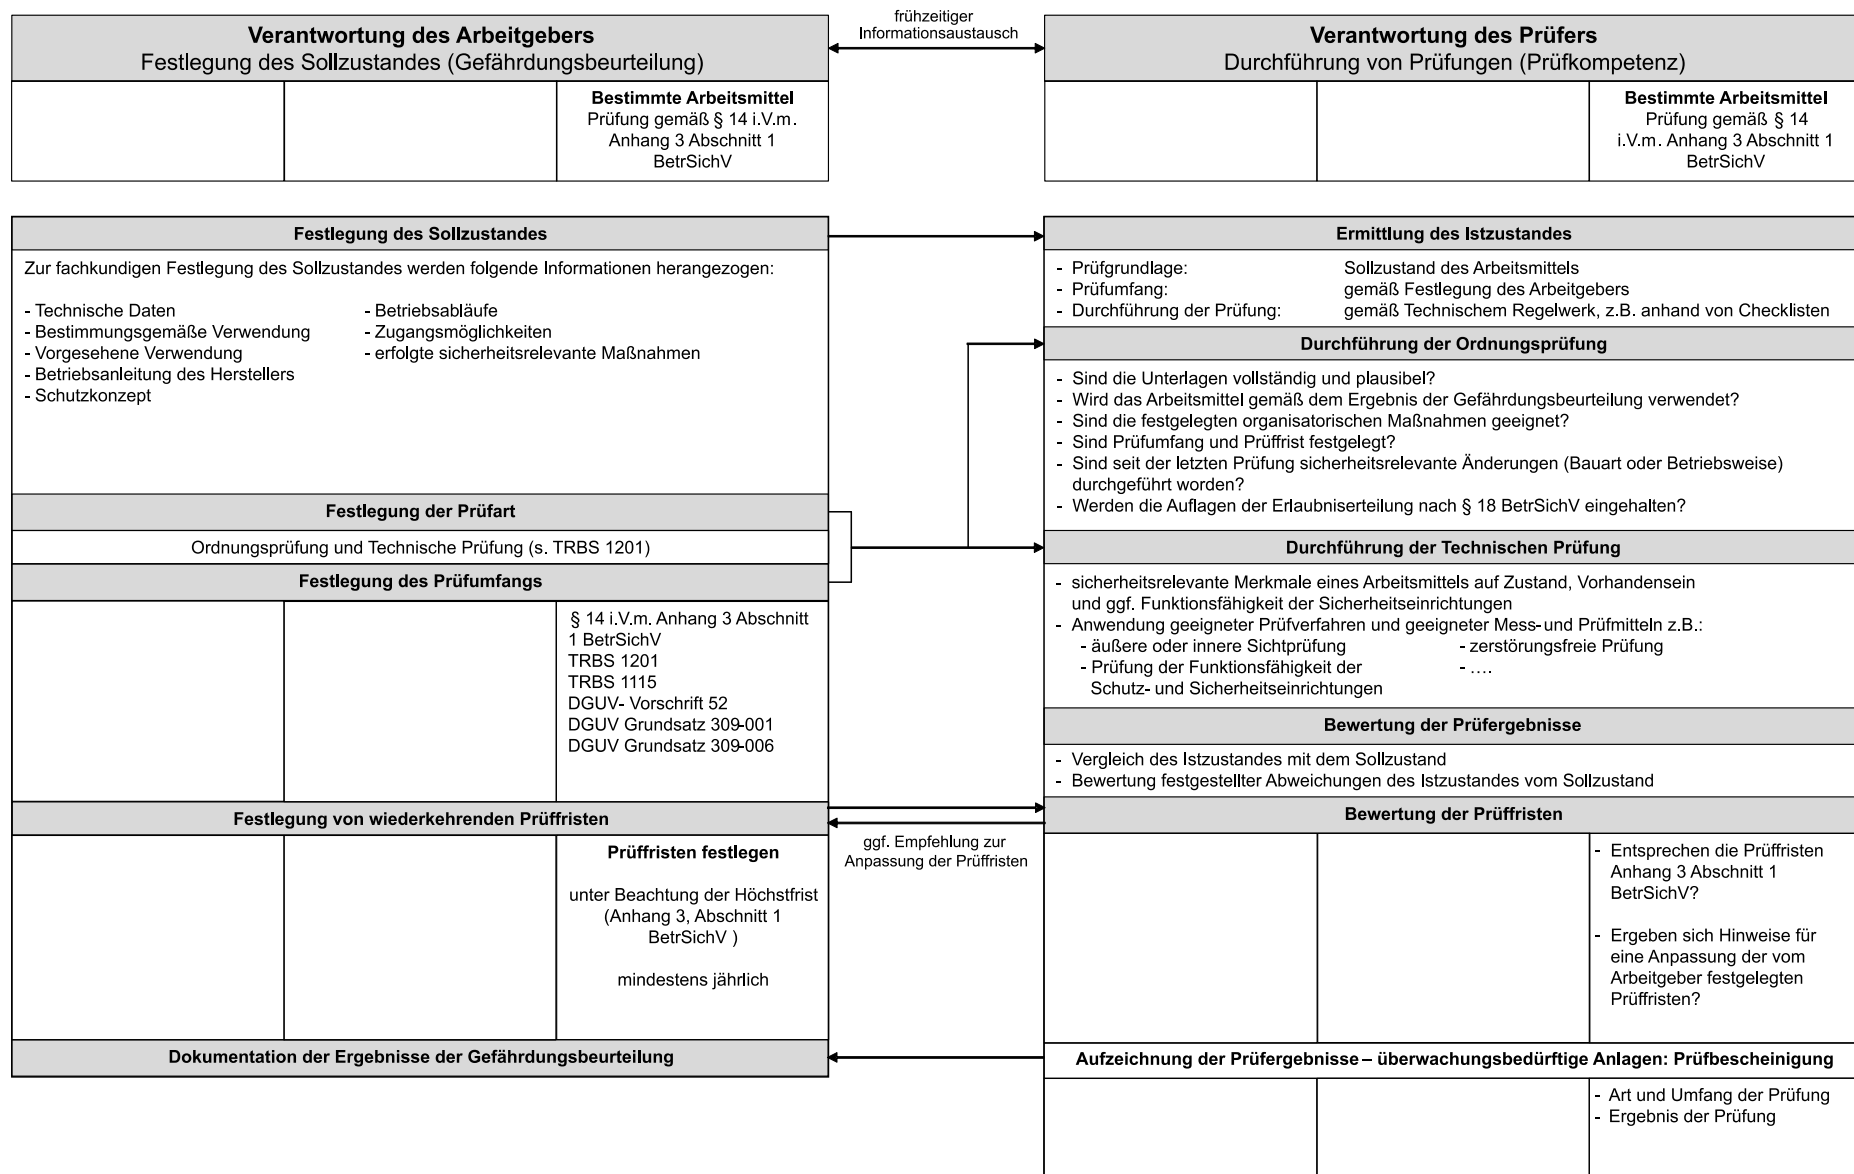 Verantwortung des Arbeitgebers
Festlegung des Sollzustandes (Gefährdungsbeurteilung)
Bestimmte Arbeitsmittel
Prüfung gemäß § 14 i.V.m.
Anhang 3 Abschnitt 1
BetrSichV
frühzeitiger
Informationsaustausch
Verantwortung des Prüfers
Durchführung von Prüfungen (Prüfkompetenz)
Bestimmte Arbeitsmittel
Prüfung gemäß § 14
i.V.m. Anhang 3 Abschnitt 1
BetrSichV
Festlegung des Sollzustandes
Zur fachkundigen Festlegung des Sollzustandes werden folgende Informationen herangezogen:
- Technische Daten
- Bestimmungsgemäße Verwendung
- Vorgesehene Verwendung
- Betriebsanleitung des Herstellers
- Schutzkonzept
- Betriebsabläufe
- Zugangsmöglichkeiten
- erfolgte sicherheitsrelevante Maßnahmen
Festlegung der Prüfart
Ordnungsprüfung und Technische Prüfung (s. TRBS 1201)
Festlegung des Prüfumfangs
§ 14 i.V.m. Anhang 3 Abschnitt
1 BetrSichV
TRBS 1201
TRBS 1115
DGUV- Vorschrift 52
DGUV Grundsatz 309-001
DGUV Grundsatz 309-006
Festlegung von wiederkehrenden Prüffristen
Prüffristen festlegen
unter Beachtung der Höchstfrist
(Anhang 3, Abschnitt 1
BetrSichV )
mindestens jährlich
Dokumentation der Ergebnisse der Gefährdungsbeurteilung
ggf. Empfehlung zur
Anpassung der Prüffristen
Ermittlung des Istzustandes
- Prüfgrundlage: Sollzustand des Arbeitsmittels
- Prüfumfang: gemäß Festlegung des Arbeitgebers
- Durchführung der Prüfung: gemäß Technischem Regelwerk, z.B. anhand von Checklisten
Durchführung der Ordnungsprüfung
- Sind die Unterlagen vollständig und plausibel?
- Wird das Arbeitsmittel gemäß dem Ergebnis der Gefährdungsbeurteilung verwendet?
- Sind die festgelegten organisatorischen Maßnahmen geeignet?
- Sind Prüfumfang und Prüffrist festgelegt?
- Sind seit der letzten Prüfung sicherheitsrelevante Änderungen (Bauart oder Betriebsweise)
durchgeführt worden?
- Werden die Auflagen der Erlaubniserteilung nach § 18 BetrSichV eingehalten?
Durchführung der Technischen Prüfung
- sicherheitsrelevante Merkmale eines Arbeitsmittels auf Zustand, Vorhandensein
und ggf. Funktionsfähigkeit der Sicherheitseinrichtungen
- Anwendung geeigneter Prüfverfahren und geeigneter Mess-und Prüfmitteln z.B.:
- äußere oder innere Sichtprüfung
- Prüfung der Funktionsfähigkeit der
Schutz- und Sicherheitseinrichtungen
- zerstörungsfreie Prüfung
- ....
Bewertung der Prüfergebnisse
- Vergleich des Istzustandes mit dem Sollzustand
- Bewertung festgestellter Abweichungen des Istzustandes vom Sollzustand
Bewertung der Prüffristen
- Entsprechen die Prüffristen
Anhang 3 Abschnitt 1
BetrSichV?
- Ergeben sich Hinweise für
eine Anpassung der vom
Arbeitgeber festgelegten
Prüffristen?
Aufzeichnung der Prüfergebnisse – überwachungsbedürftige Anlagen: Prüfbescheinigung
- Art und Umfang der Prüfung
- Ergebnis der Prüfung